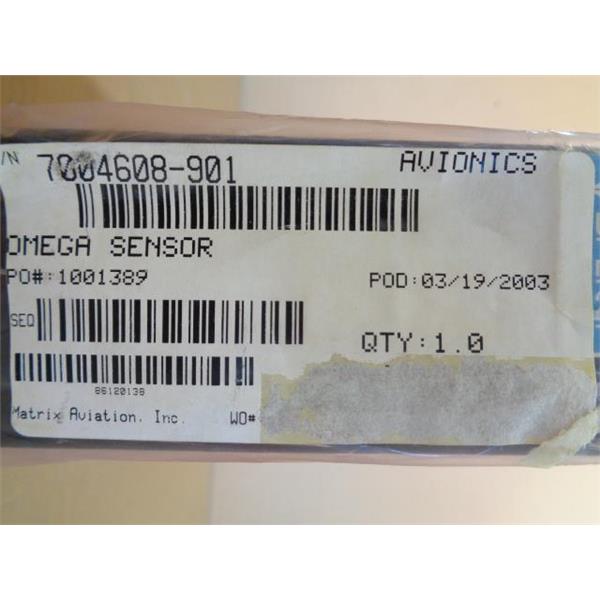 /N 7004608-901 AVIONICS
OMEGA SENSOR
PO#:1001389 POD:03/19/2003
SEQ
QTY:1.0
86120138
Matrix Aviation, Inc. WO#